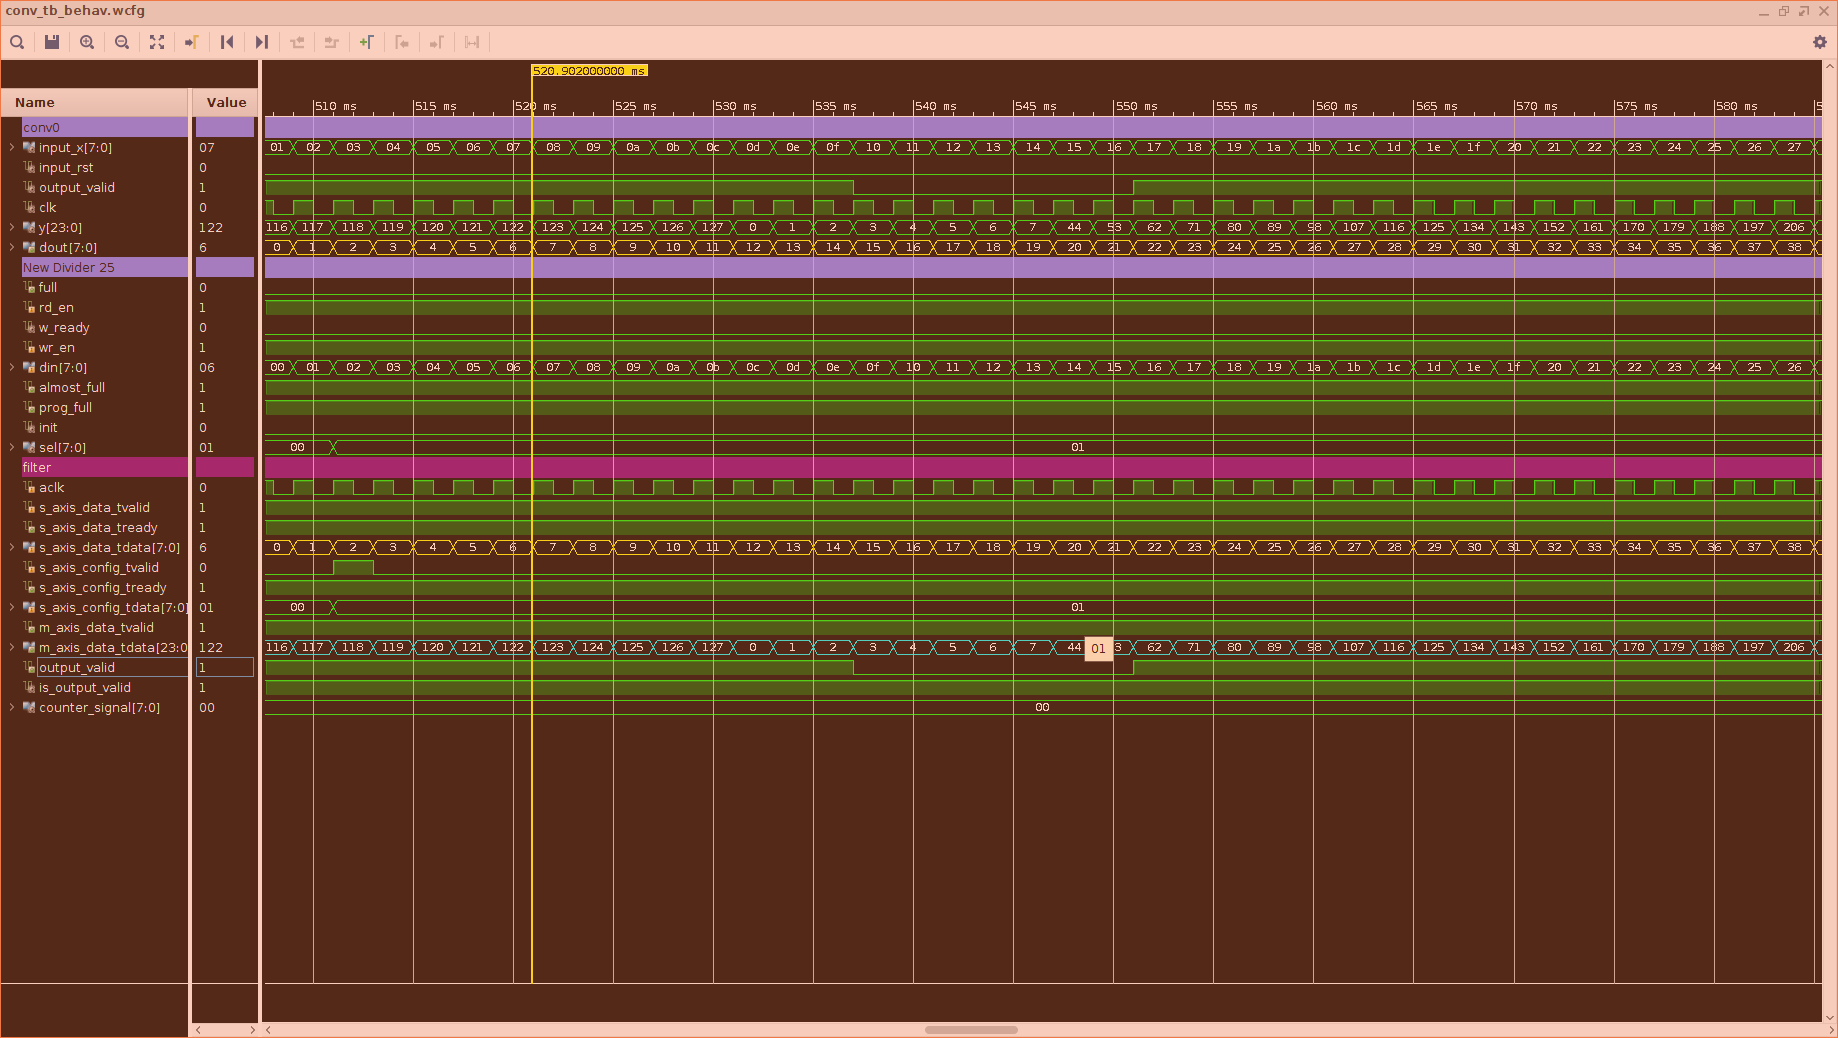 conv_tb_behav.wcfg
520.902000000 ms
Name Value
510 ms 515 ms 520 ms 525 ms 530 ms 535 ms 540 ms 545 ms 550 ms 555 ms 560 ms 565 ms 570 ms 575 ms 580 ms
conv0
input_x[7:0] 07 01 02 03 04 05 06 07 08 09 0a 0b 0c 0d 0e 0f 10 11 12 13 14 15 16 17 18 19 1a 1b 1c 1d 1e 1f 20 21 22 23 24 25 26 27
input_rst 0
output_valid 1
clk 0
y[23:0] 122 116 117 118 119 120 121 122 123 124 125 126 127 0 1 2 3 4 5 6 7 44 53 62 71 80 89 98 107 116 125 134 143 152 161 170 179 188 197 206
dout[7:0] 6 0 1 2 3 4 5 6 7 8 9 10 11 12 13 14 15 16 17 18 19 20 21 22 23 24 25 26 27 28 29 30 31 32 33 34 35 36 37 38
New Divider 25
full 0
rd_en 1
w_ready 0
wr_en 1
din[7:0] 06 00 01 02 03 04 05 06 07 08 09 0a 0b 0c 0d 0e 0f 10 11 12 13 14 15 16 17 18 19 1a 1b 1c 1d 1e 1f 20 21 22 23 24 25 26
almost_full 1
prog_full 1
init 0
sel[7:0] 01 00 01
filter
aclk 0
s_axis_data_tvalid 1
s_axis_data_tready 1
s_axis_data_tdata[7:0] 6 0 1 2 3 4 5 6 7 8 9 10 11 12 13 14 15 16 17 18 19 20 21 22 23 24 25 26 27 28 29 30 31 32 33 34 35 36 37 38
s_axis_config_tvalid 0
s_axis_config_tready 1
s_axis_config_tdata[7:0] 01 00 01
m_axis_data_tvalid 1
m_axis_data_tdata[23:0 122 116 117 118 119 120 121 122 123 124 125 126 127 0 1 2 3 4 5 6 7 44 01 3 62 71 80 89 98 107 116 125 134 143 152 161 170 179 188 197 206
output_valid 1
is_output_valid 1
counter_signal[7:0] 00 00